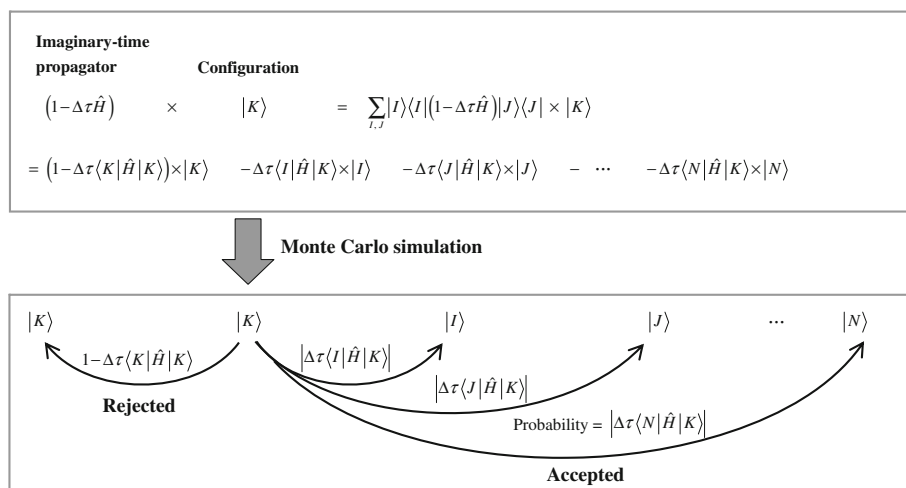 Imaginary-time
propagator Configuration
(1−Δτĥ) × |K⟩ = ∑_{I,J} |I⟩⟨I|(1−ΔτĤ)|J⟩⟨J| × |K⟩
= (1−Δτ⟨K|Ĥ|K⟩)×|K⟩ −Δτ⟨I|Ĥ|K⟩×|I⟩ −Δτ⟨J|Ĥ|K⟩×|J⟩ − ⋯ −Δτ⟨N|Ĥ|K⟩×|N⟩
Monte Carlo simulation
|K⟩ |K⟩ |I⟩ |J⟩ ⋯ |N⟩
1−Δτ⟨K|Ĥ|K⟩ |Δτ⟨I|Ĥ|K⟩|
|Δτ⟨J|Ĥ|K⟩|
Rejected
Probability = |Δτ⟨N|Ĥ|K⟩|
Accepted